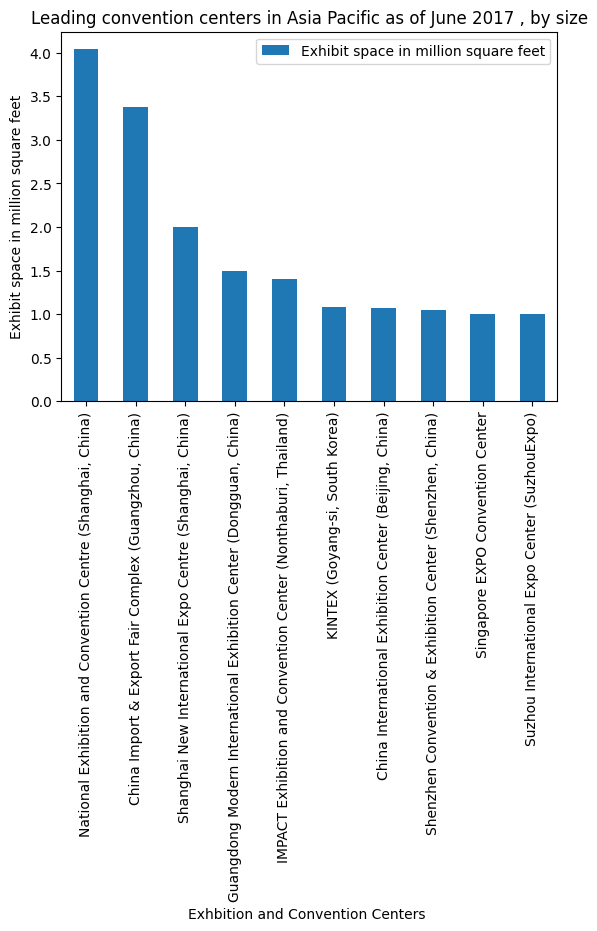 Leading convention centers in Asia Pacific as of June 2017 , by size
Exhibit space in million square feet
Exhibit space in million square feet
4.0
3.5
3.0
2.5
2.0
1.5
1.0
0.5
0.0
National Exhibition and Convention Centre (Shanghai, China)
China Import & Export Fair Complex (Guangzhou, China)
Shanghai New International Expo Centre (Shanghai, China)
Guangdong Modern International Exhibition Center (Dongguan, China)
IMPACT Exhibition and Convention Center (Nonthaburi, Thailand)
KINTEX (Goyang-si, South Korea)
China International Exhibition Center (Beijing, China)
Shenzhen Convention & Exhibition Center (Shenzhen, China)
Singapore EXPO Convention Center
Suzhou International Expo Center (SuzhouExpo)
Exhbition and Convention Centers